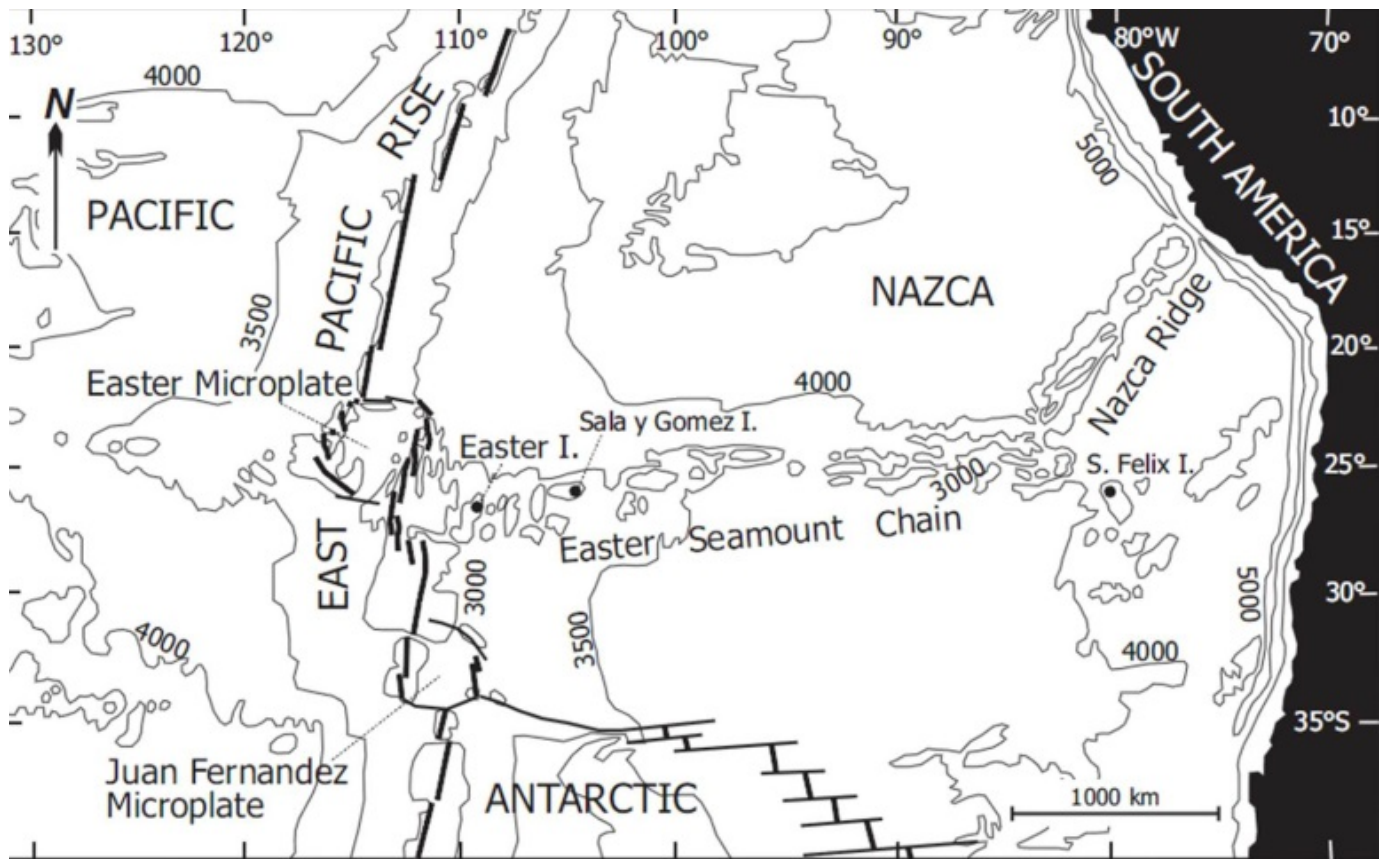 130°
120°
110°
100°
90°
80°W
70°
4000
N
RISE
SOUTH AMERICA
10°
5000
PACIFIC
PACIFIC
15°
NAZCA
3500
Nazca Ridge
20°
Easter Microplate
4000
Sala y Gomez I.
Easter I.
S. Felix I.
25°
3000
Easter Seamount Chain
EAST
3000
5000
30°
4000
3500
4000
35°S
Juan Fernandez
Microplate
ANTARCTIC
1000 km